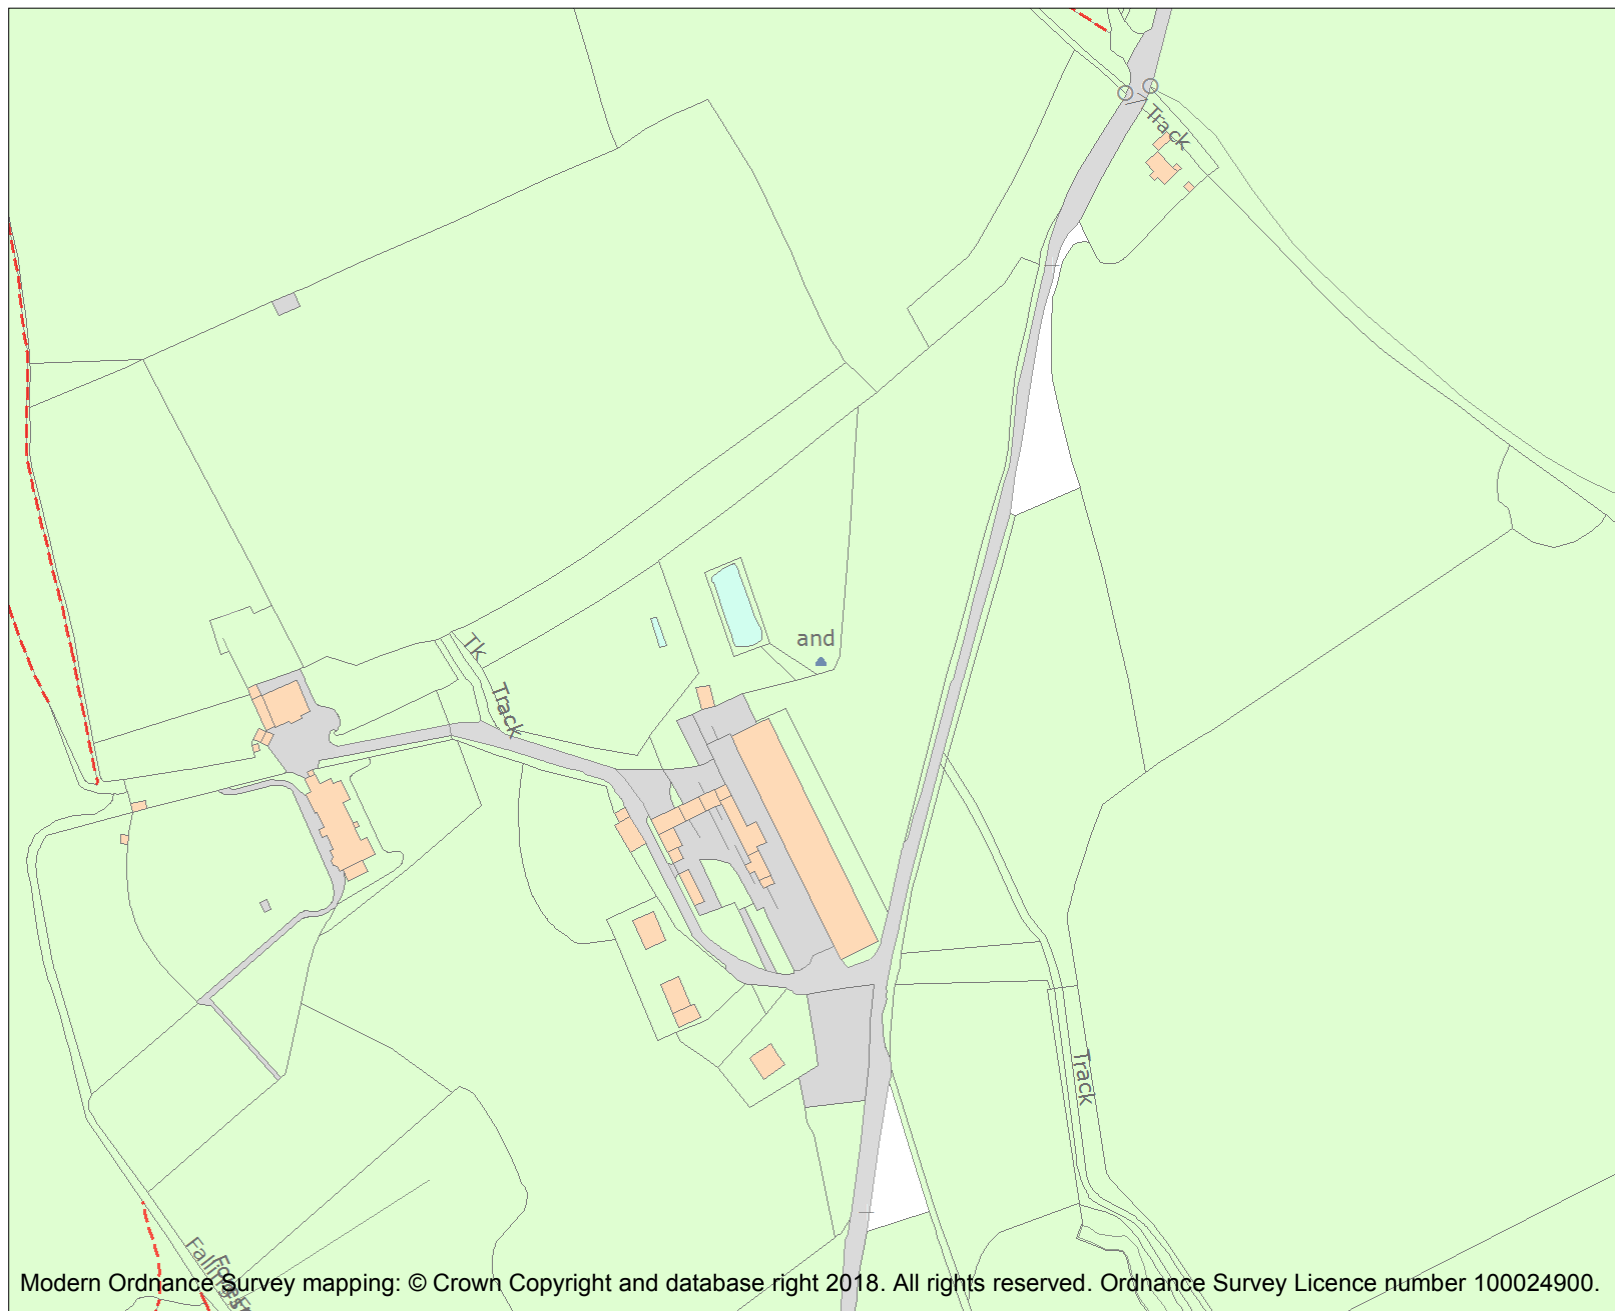 Track
Tk
and
Track
Track
Modern Ordnance Survey mapping: © Crown Copyright and database right 2018. All rights reserved. Ordnance Survey Licence number 100024900.